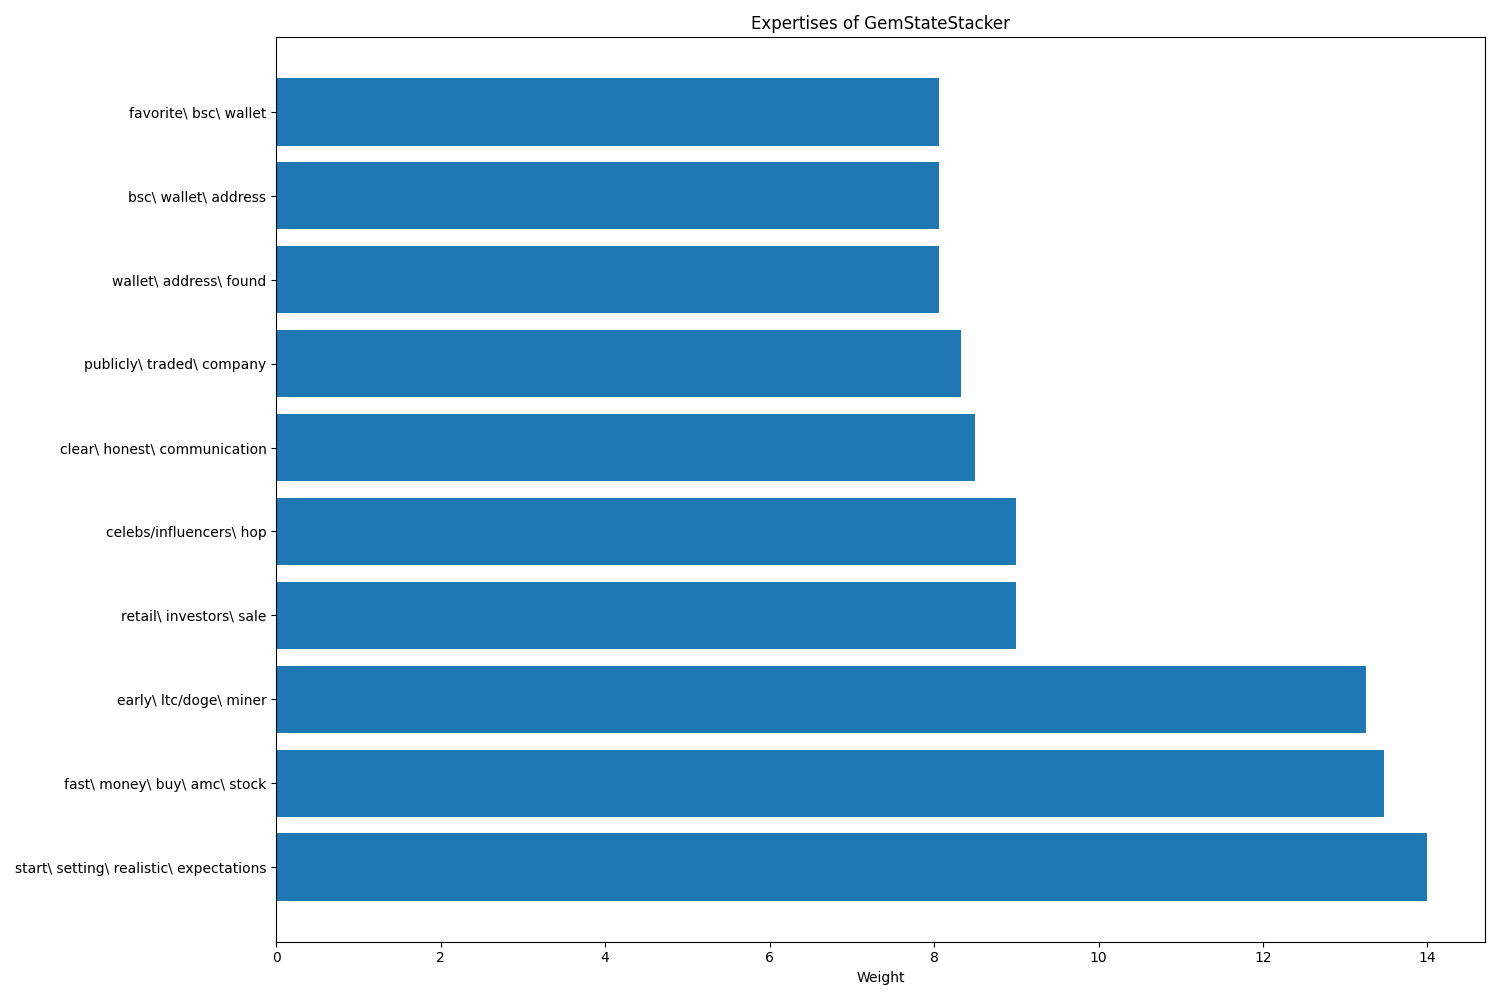 Expertises of GemStateStacker
favorite\ bsc\ wallet
bsc\ wallet\ address
wallet\ address\ found
publicly\ traded\ company
clear\ honest\ communication
celebs/influencers\ hop
retail\ investors\ sale
early\ ltc/doge\ miner
fast\ money\ buy\ amc\ stock
start\ setting\ realistic\ expectations
0 2 4 6 8 10 12 14
Weight